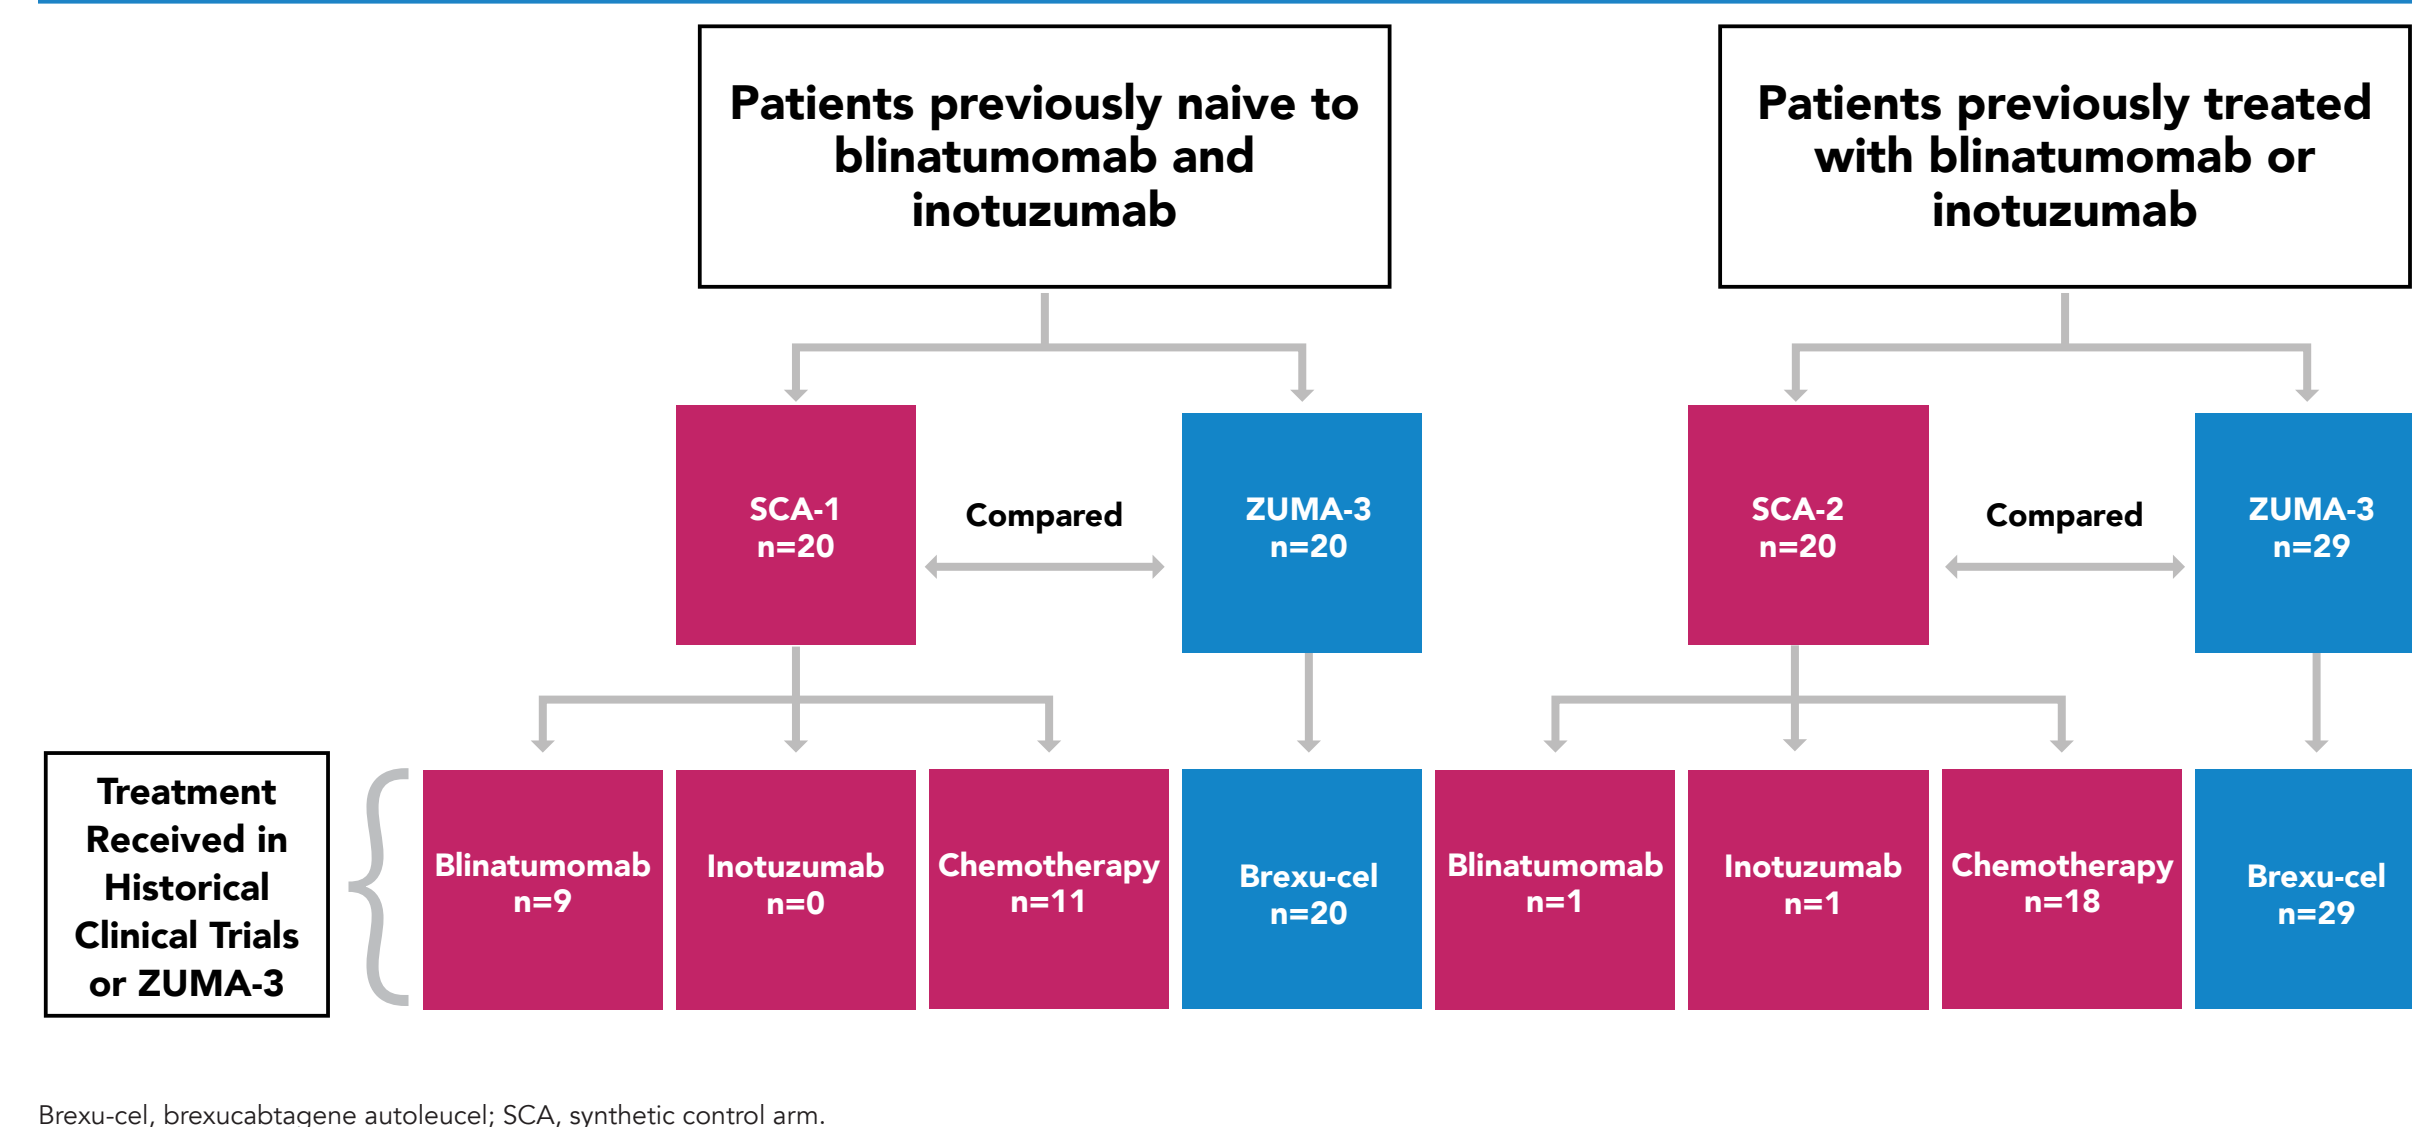 Patients previously naive to
blinatumomab and
inotuzumab
Patients previously treated
with blinatumomab or
inotuzumab
SCA-1
n=20
Compared
ZUMA-3
n=20
SCA-2
n=20
Compared
ZUMA-3
n=29
Treatment
Received in
Historical
Clinical Trials
or ZUMA-3
Blinatumomab
n=9
Inotuzumab
n=0
Chemotherapy
n=11
Brexu-cel
n=20
Blinatumomab
n=1
Inotuzumab
n=1
Chemotherapy
n=18
Brexu-cel
n=29
Brexu-cel, brexucabtagene autoleucel; SCA, synthetic control arm.